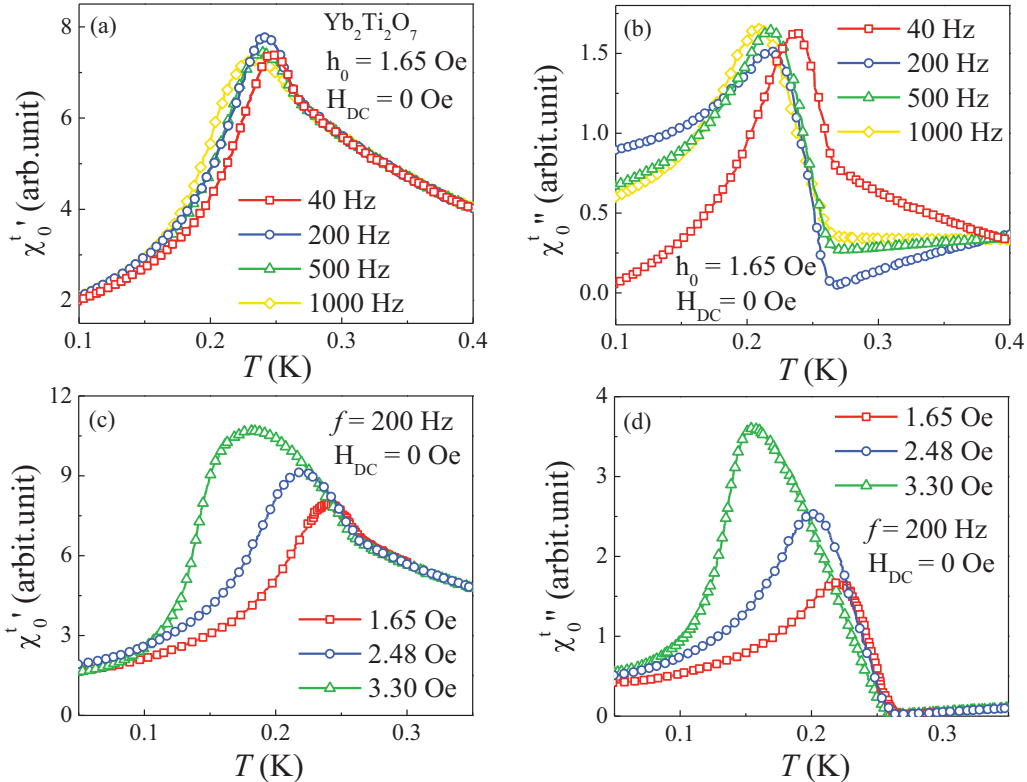 (a)
Yb₂Ti₂O₇
h₀ = 1.65 Oe
H_DC = 0 Oe
40 Hz
200 Hz
500 Hz
1000 Hz
χ₀ᵗ' (arb.unit)
8
6
4
2
0.1 0.2 0.3 0.4
T (K)
(b)
40 Hz
200 Hz
500 Hz
1000 Hz
h₀ = 1.65 Oe
H_DC = 0 Oe
χ₀ᵗ" (arbit.unit)
1.5
1.0
0.5
0.0
0.1 0.2 0.3 0.4
T (K)
(c)
f = 200 Hz
H_DC = 0 Oe
1.65 Oe
2.48 Oe
3.30 Oe
χ₀ᵗ' (arbit.unit)
12
9
6
3
0
0.1 0.2 0.3
T (K)
(d)
1.65 Oe
2.48 Oe
3.30 Oe
f = 200 Hz
H_DC = 0 Oe
χ₀ᵗ" (arbit.unit)
4
3
2
1
0
0.1 0.2 0.3
T (K)